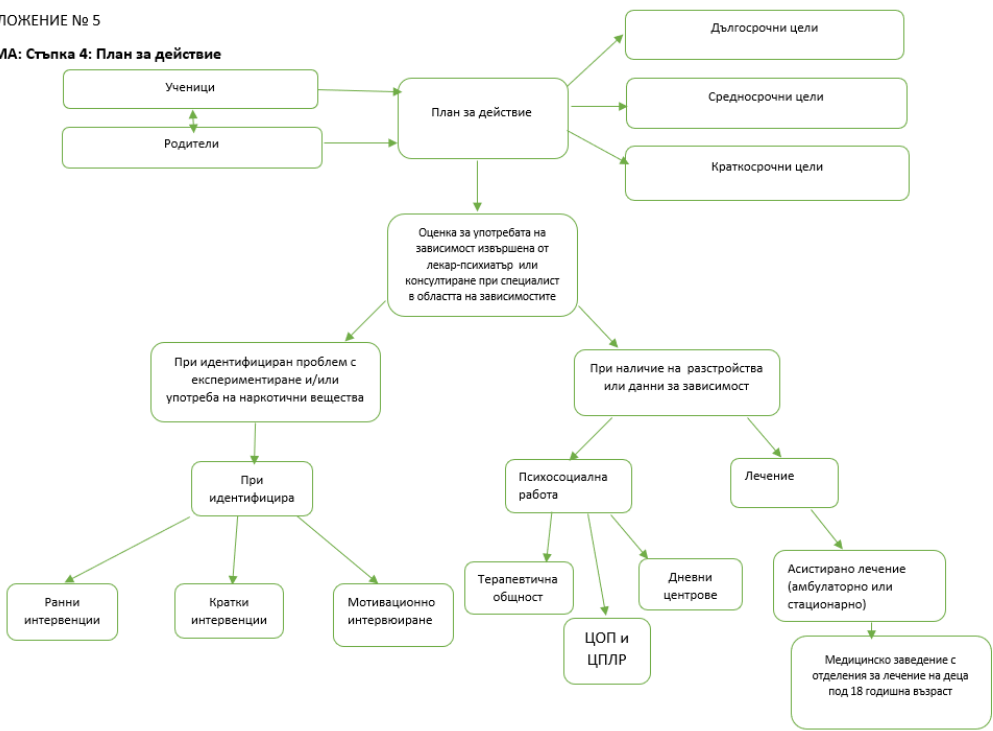 ЛОЖЕНИЕ № 5
МА: Стъпка 4: План за действие
Дългосрочни цели
Ученици
Средносрочни цели
План за действие
Родители
Краткосрочни цели
Оценка за употребата на
зависимост извършена от
лекар-психиатър или
консултиране при специалист
в областта на зависимостите
При идентифициран проблем с
експериментиране и/или
употреба на наркотични вещества
При наличие на разстройства
или данни за зависимост
При
идентифицира
Психосоциална
работа
Лечение
Ранни
интервенции
Кратки
интервенции
Мотивационно
интервюиране
Терапевтична
общност
ЦОП и
ЦПЛР
Дневни
центрове
Асистирано лечение
(амбулаторно или
стационарно)
Медицинско заведение с
отделения за лечение на деца
под 18 годишна възраст